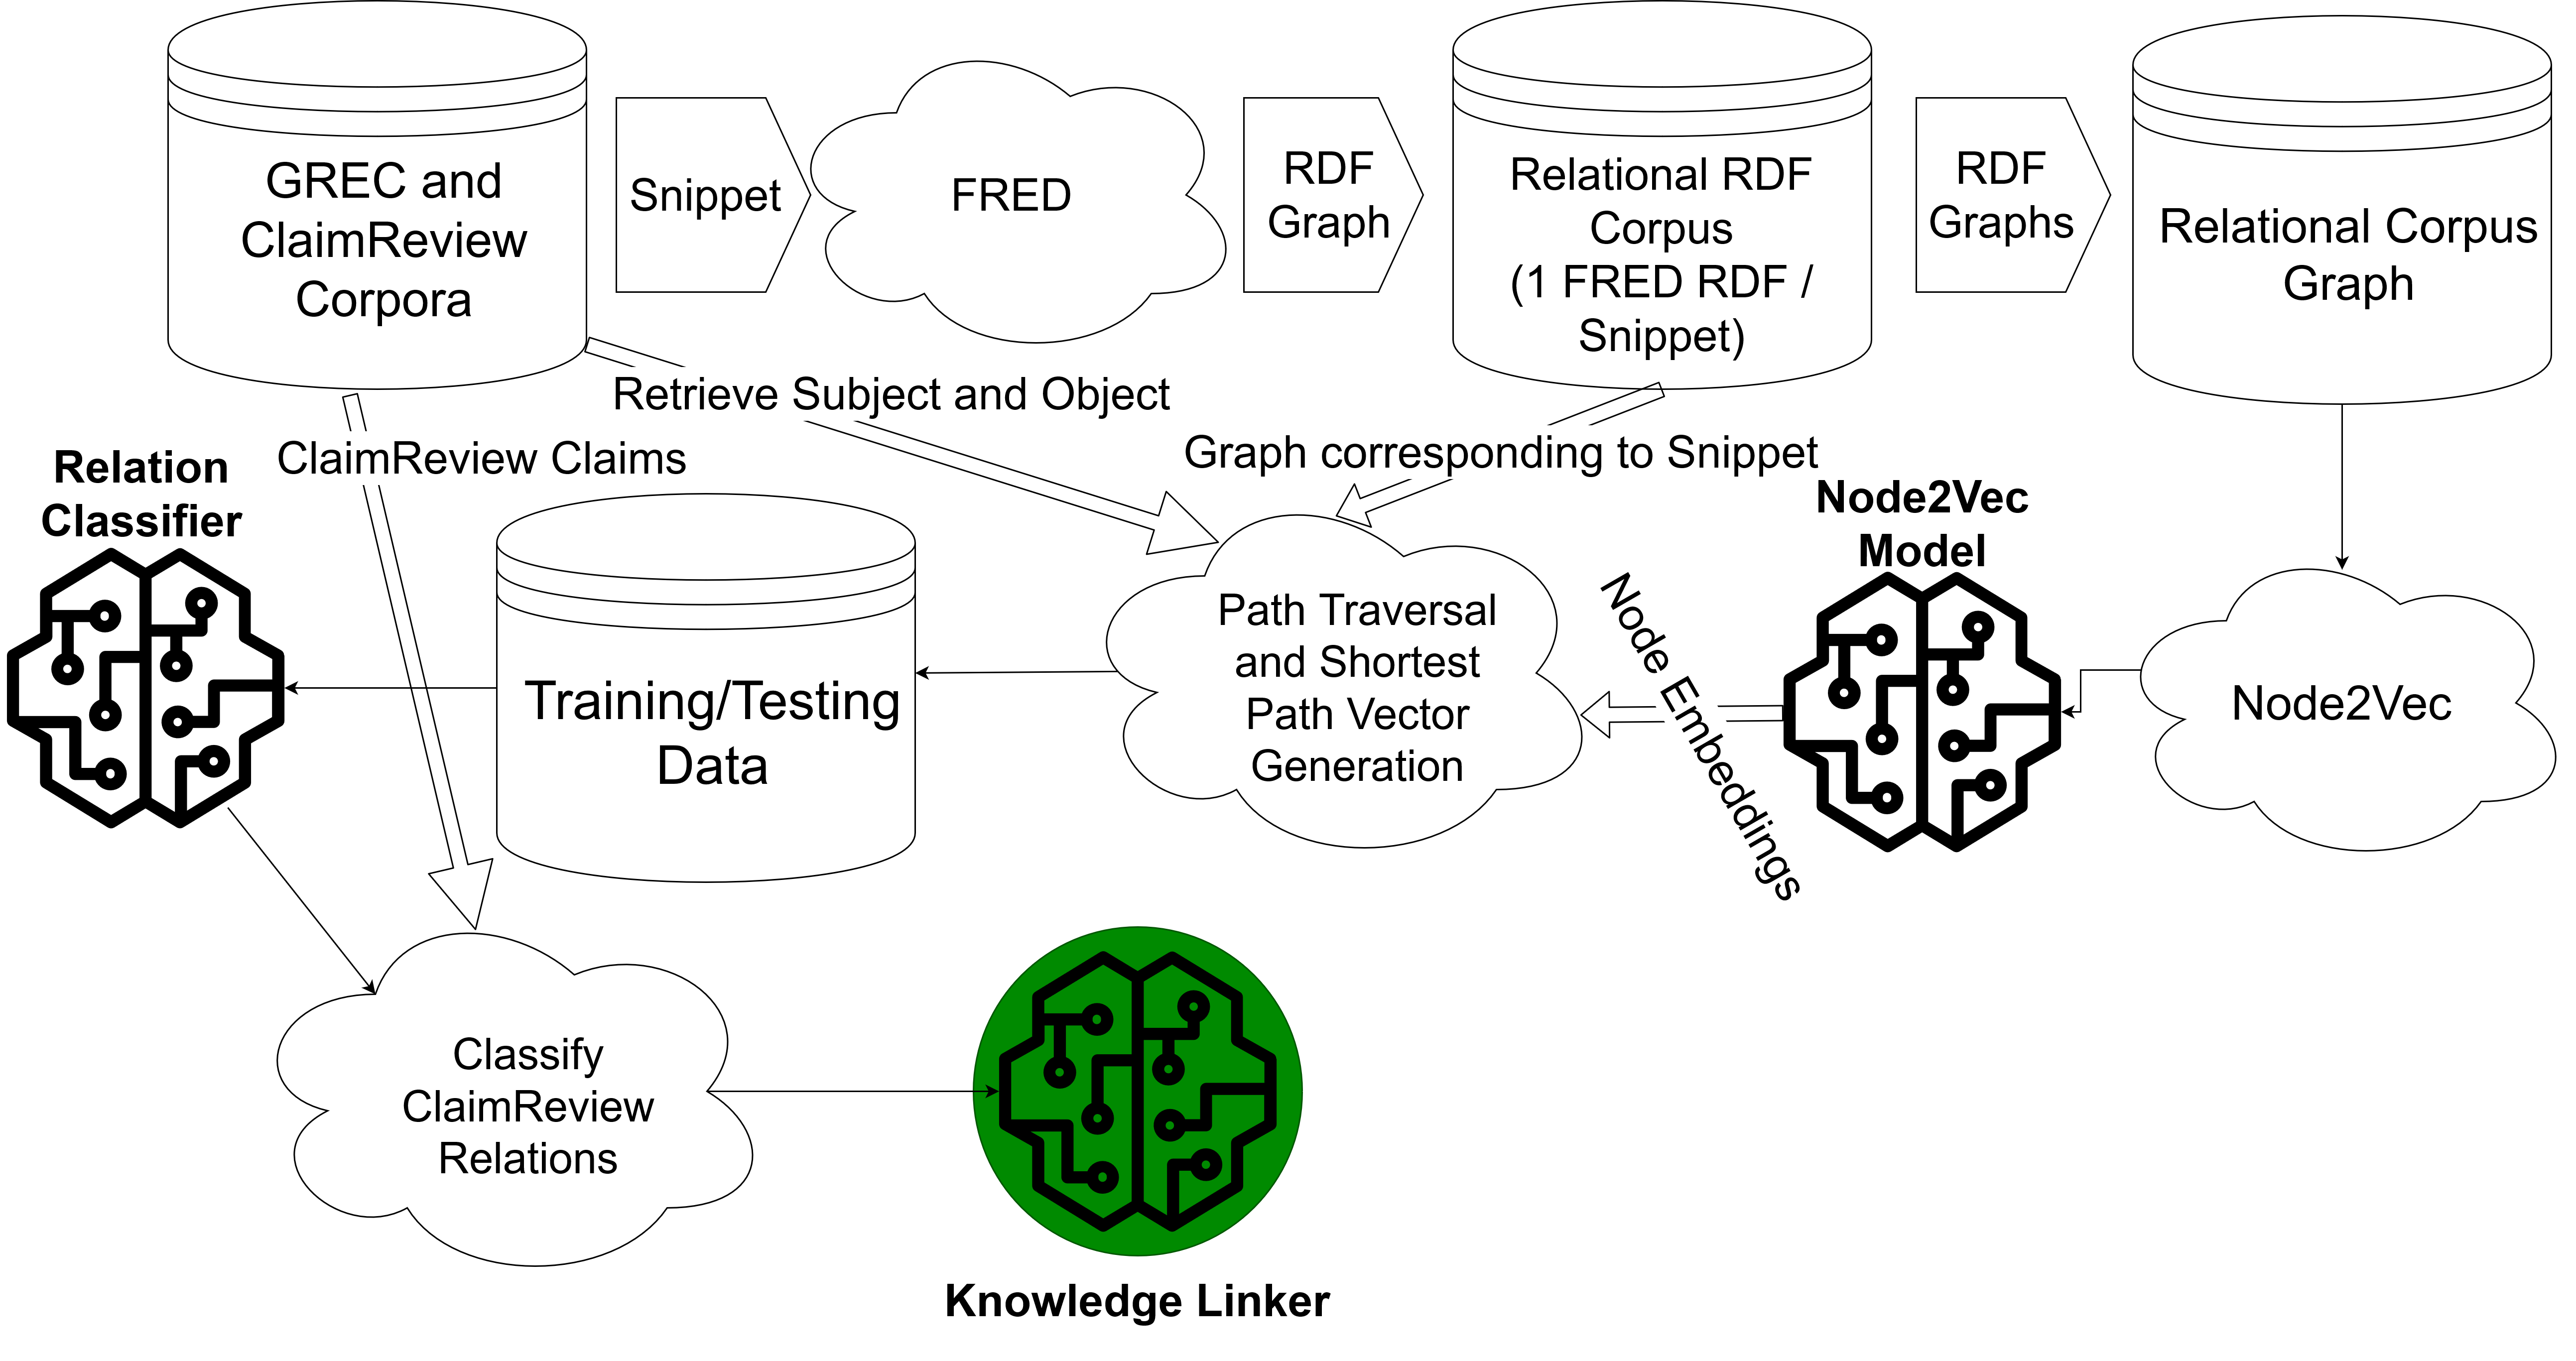 GREC and
ClaimReview
Corpora
Snippet
FRED
RDF
Graph
Relational RDF
Corpus
(1 FRED RDF /
Snippet)
RDF
Graphs
Relational Corpus
Graph
Retrieve Subject and Object
ClaimReview Claims
Graph corresponding to Snippet
Relation
Classifier
Node2Vec
Model
Training/Testing
Data
Path Traversal
and Shortest
Path Vector
Generation
Node Embeddings
Node2Vec
Classify
ClaimReview
Relations
Knowledge Linker